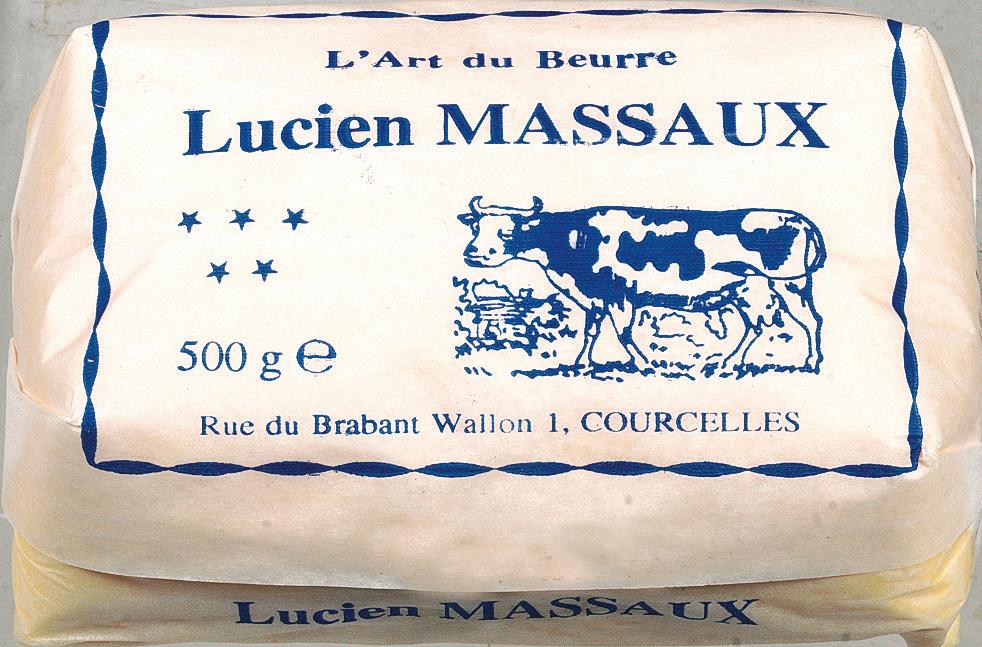 L'Art du Beurre
Lucien MASSAUX
500 g ℮
Rue du Brabant Wallon 1, COURCELLES
Lucien MASSAUX